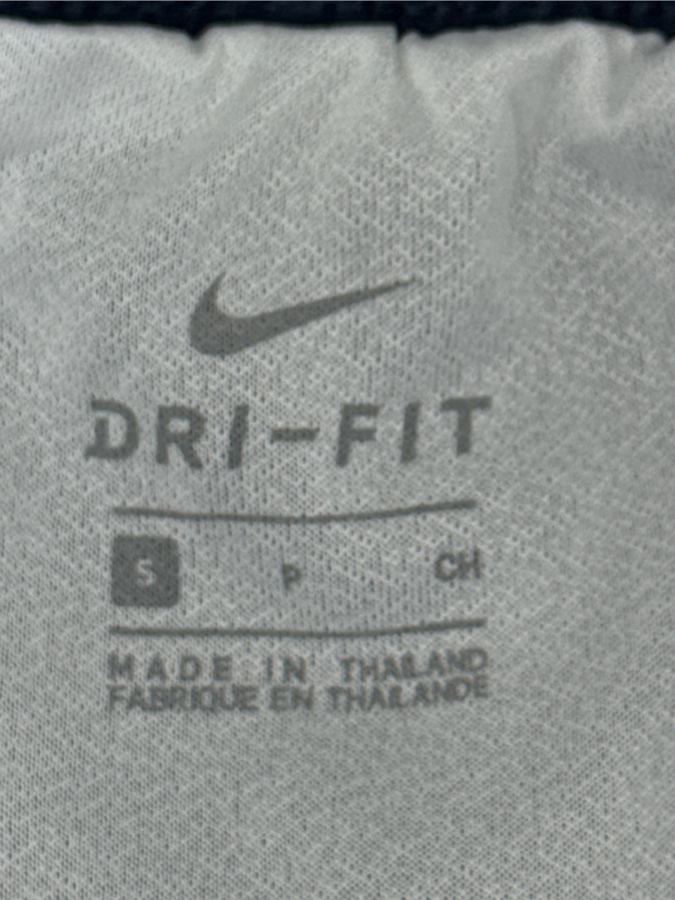 DRI-FIT
S P CH
MADE IN THAILAND
FABRIQUE EN THAILANDE